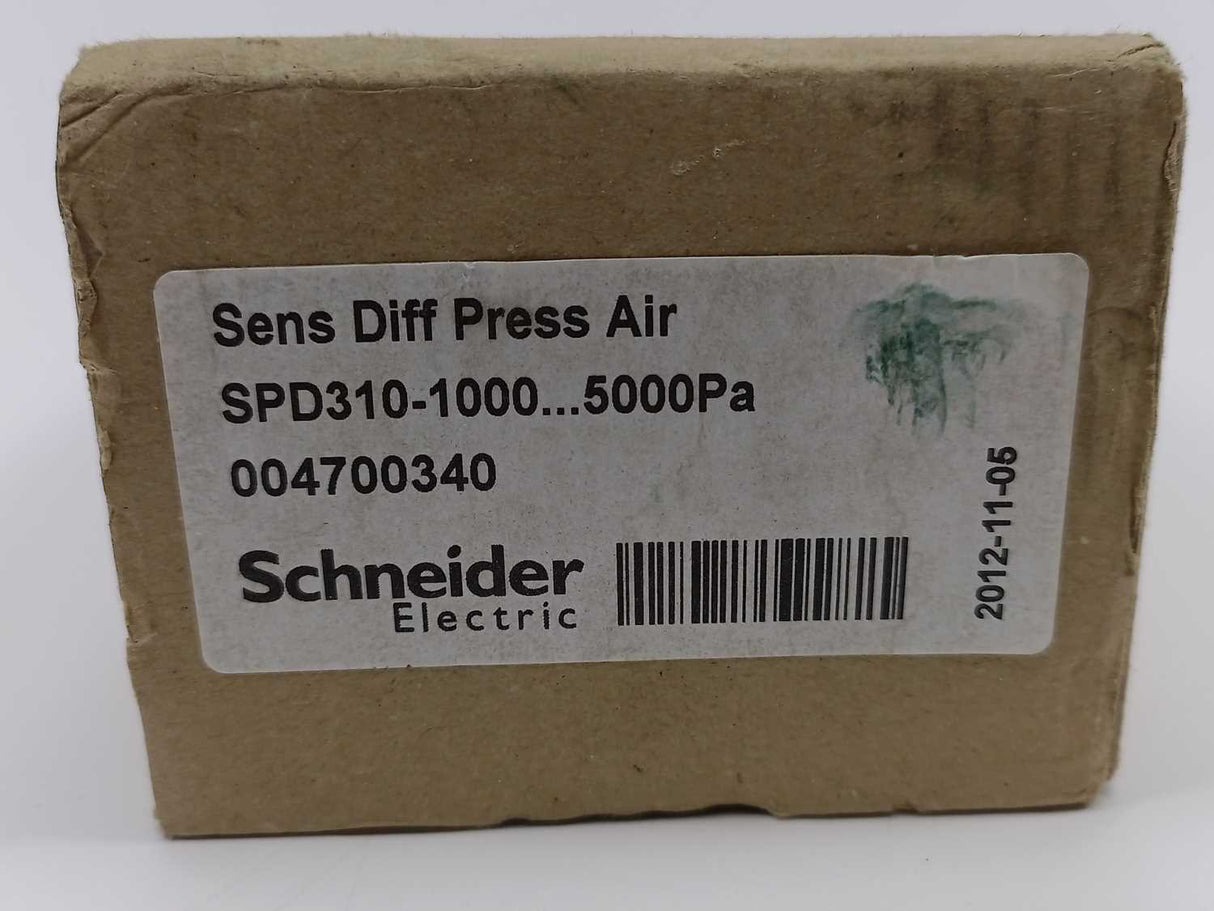 Sens Diff Press Air
SPD310-1000...5000Pa
004700340
Schneider
Electric
2012-11-05